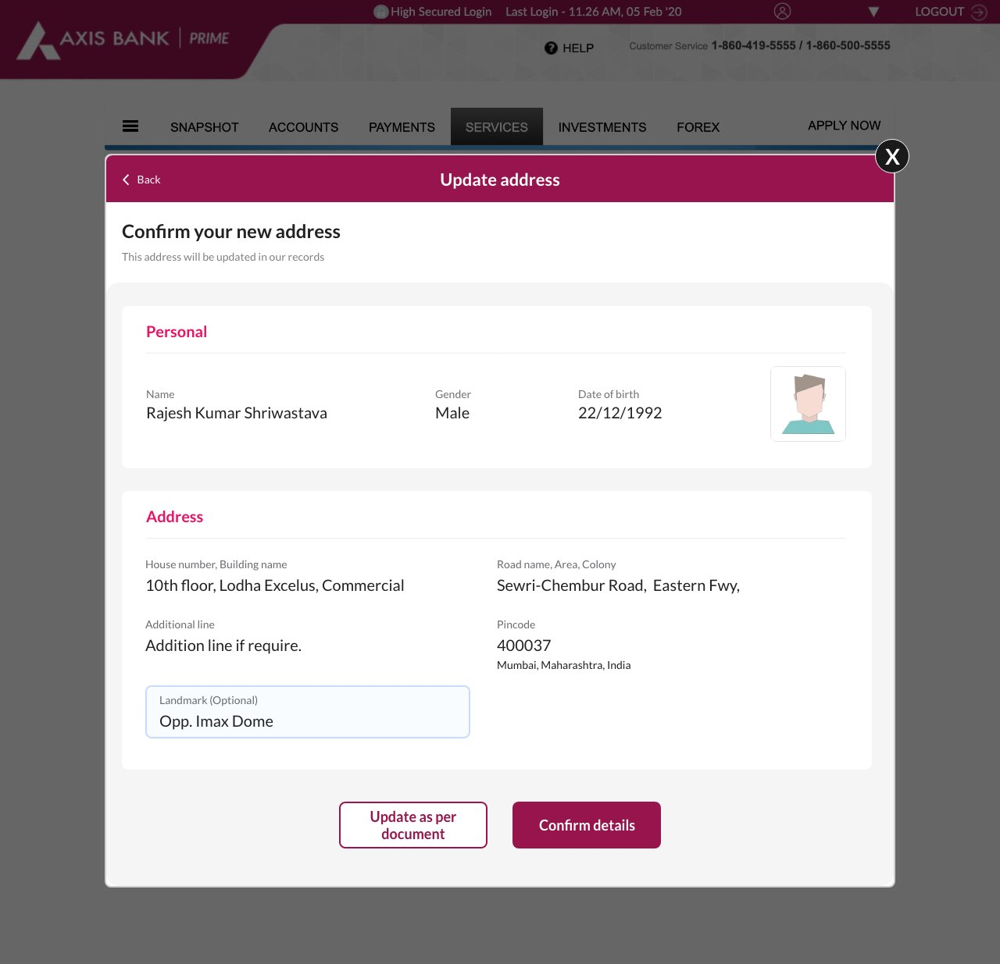 High Secured Login Last Login - 11.26 AM, 05 Feb '20 LOGOUT
AXIS BANK | PRIME
? HELP Customer Service 1-860-419-5555 / 1-860-500-5555
SNAPSHOT ACCOUNTS PAYMENTS SERVICES INVESTMENTS FOREX APPLY NOW
X
Back Update address
Confirm your new address
This address will be updated in our records
Personal
Name Gender Date of birth
Rajesh Kumar Shriwastava Male 22/12/1992
Address
House number, Building name Road name, Area, Colony
10th floor, Lodha Excelus, Commercial Sewri-Chembur Road, Eastern Fwy,
Additional line Pincode
Addition line if require. 400037
Mumbai, Maharashtra, India
Landmark (Optional)
Opp. Imax Dome
Update as per
document
Confirm details